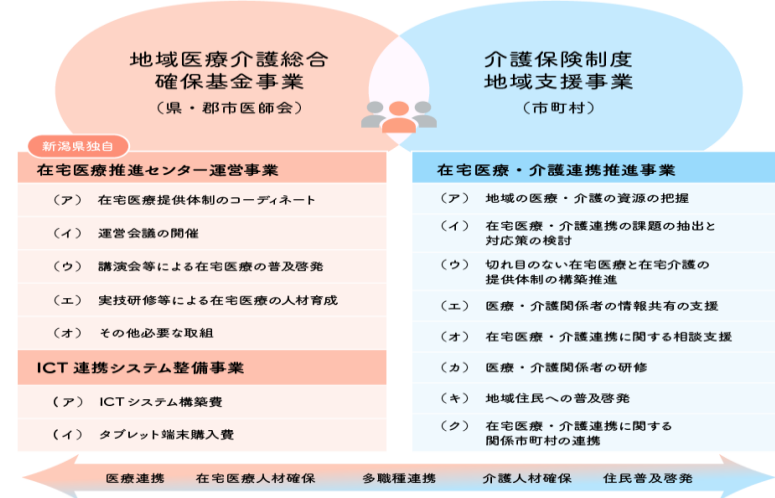 地域医療介護総合
確保基金事業
（県・郡市医師会）
介護保険制度
地域支援事業
（市町村）
新潟県独自
在宅医療推進センター運営事業
（ア） 在宅医療提供体制のコーディネート
（イ） 運営会議の開催
（ウ） 講演会等による在宅医療の普及啓発
（エ） 実技研修等による在宅医療の人材育成
（オ） その他必要な取組
ICT 連携システム整備事業
（ア） ICTシステム構築費
（イ） タブレット端末購入費
在宅医療・介護連携推進事業
（ア） 地域の医療・介護の資源の把握
（イ） 在宅医療・介護連携の課題の抽出と
対応策の検討
（ウ） 切れ目のない在宅医療と在宅介護の
提供体制の構築推進
（エ） 医療・介護関係者の情報共有の支援
（オ） 在宅医療・介護連携に関する相談支援
（カ） 医療・介護関係者の研修
（キ） 地域住民への普及啓発
（ク） 在宅医療・介護連携に関する
関係市町村の連携
医療連携 在宅医療人材確保 多職種連携 介護人材確保 住民普及啓発